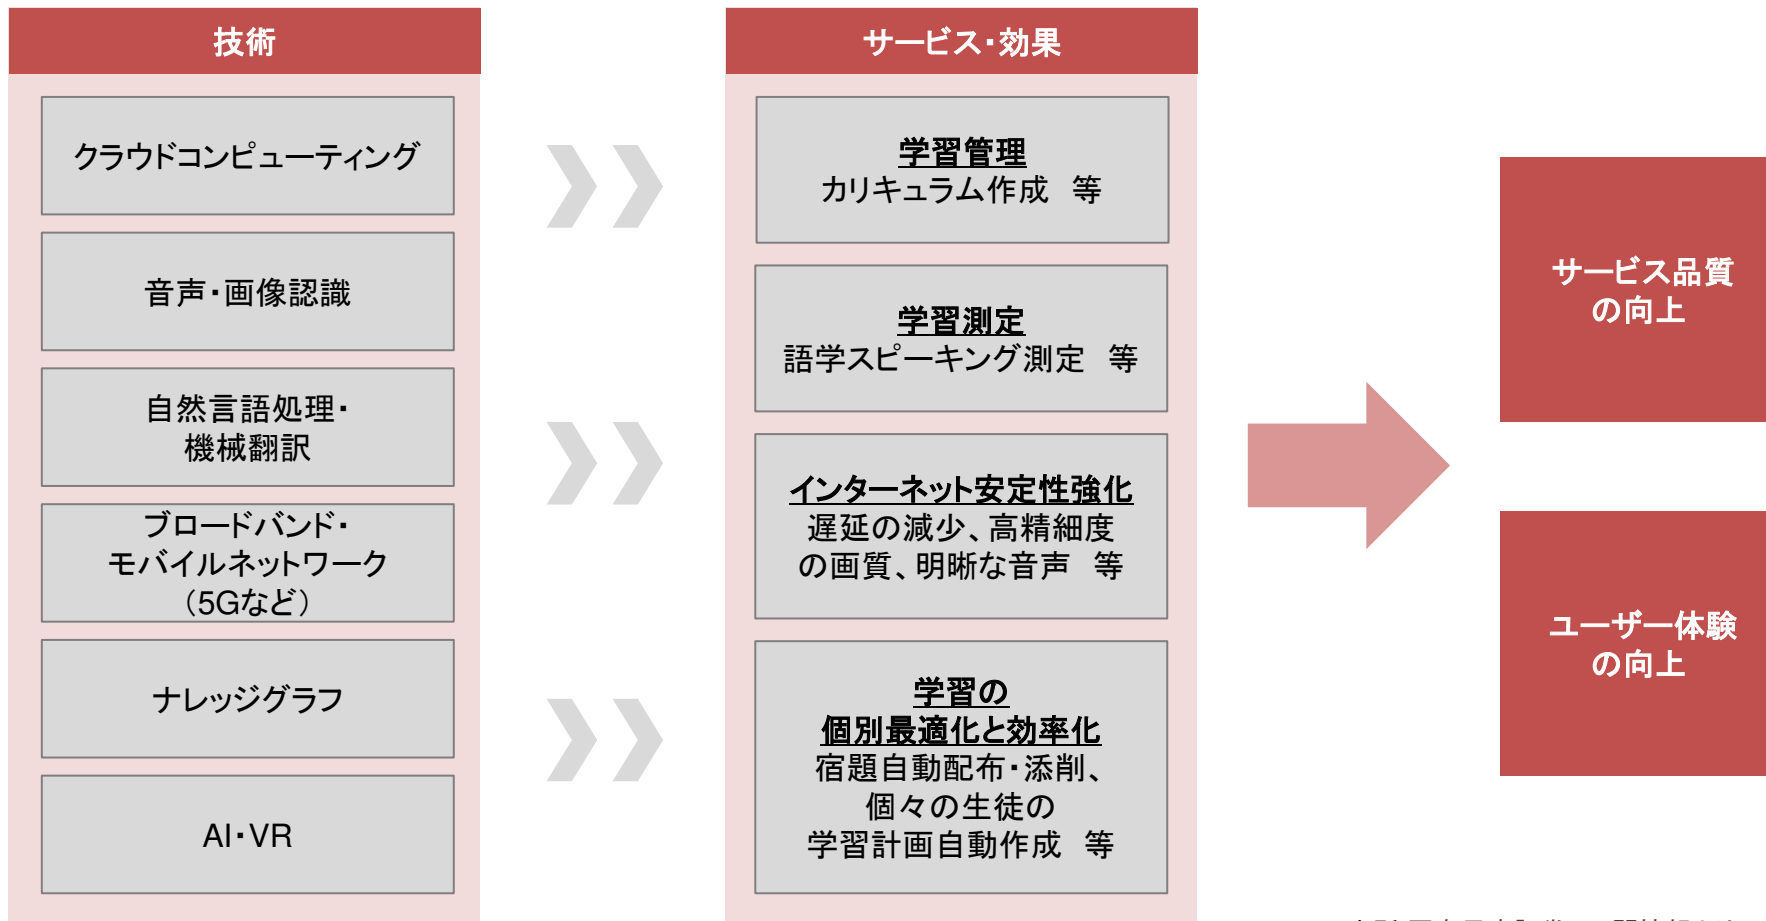 技術
クラウドコンピューティング
音声・画像認識
自然言語処理・
機械翻訳
ブロードバンド・
モバイルネットワーク
（5Gなど）
ナレッジグラフ
AI・VR
サービス・効果
学習管理
カリキュラム作成　等
学習測定
語学スピーキング測定　等
インターネット安定性強化
遅延の減少、高精細度
の画質、明晰な音声　等
学習の
個別最適化と効率化
宿題自動配布・添削、
個々の生徒の
学習計画自動作成　等
サービス品質
の向上
ユーザー体験
の向上